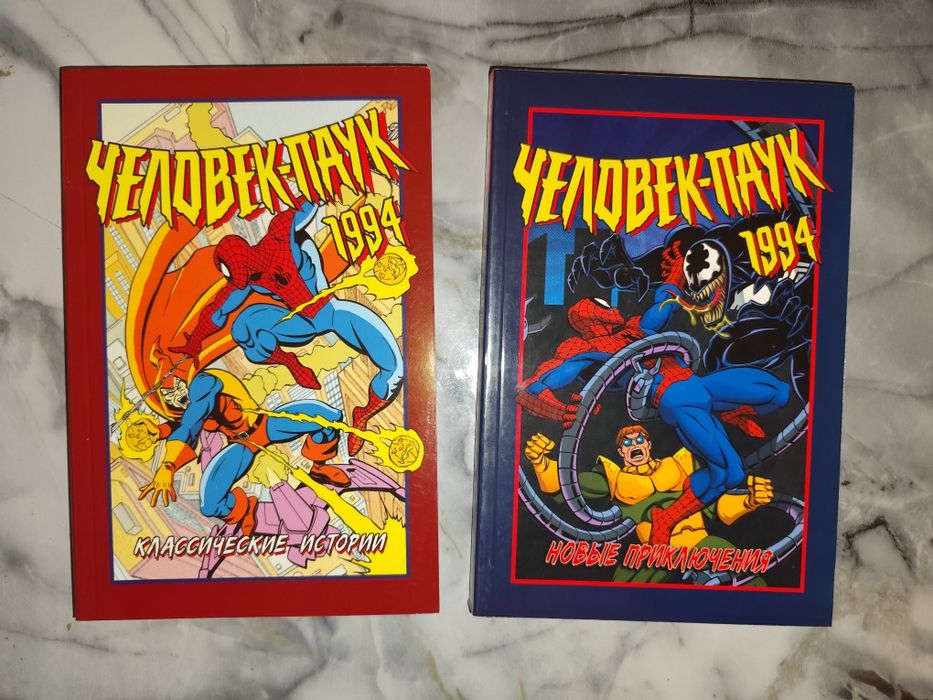 ЧЕЛОВЕК-ПАУК
1994
КЛАССИЧЕСКИЕ ИСТОРИИ
ЧЕЛОВЕК-ПАУК
1994
НОВЫЕ ПРИКЛЮЧЕНИЯ